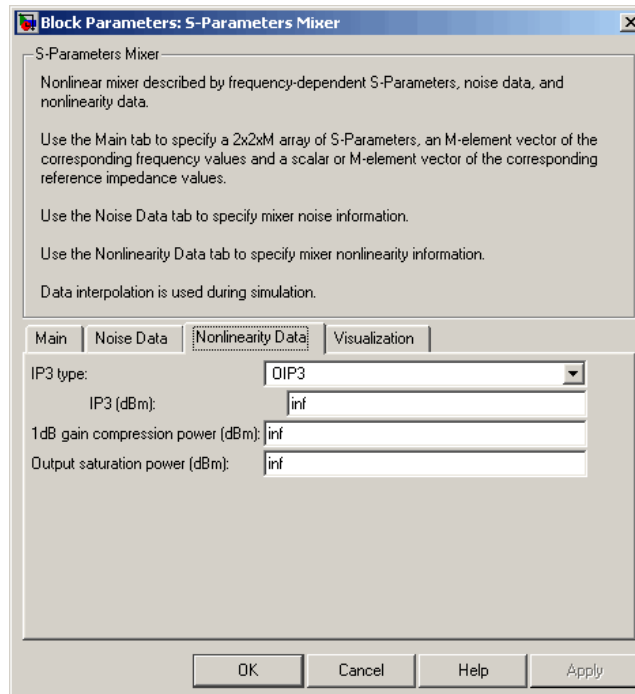 Block Parameters: S-Parameters Mixer
S-Parameters Mixer
Nonlinear mixer described by frequency-dependent S-Parameters, noise data, and
nonlinearity data.
Use the Main tab to specify a 2x2xM array of S-Parameters, an M-element vector of the
corresponding frequency values and a scalar or M-element vector of the corresponding
reference impedance values.
Use the Noise Data tab to specify mixer noise information.
Use the Nonlinearity Data tab to specify mixer nonlinearity information.
Data interpolation is used during simulation.
Main Noise Data Nonlinearity Data Visualization
IP3 type: OIP3
IP3 (dBm): inf
1dB gain compression power (dBm): inf
Output saturation power (dBm): inf
OK Cancel Help Apply